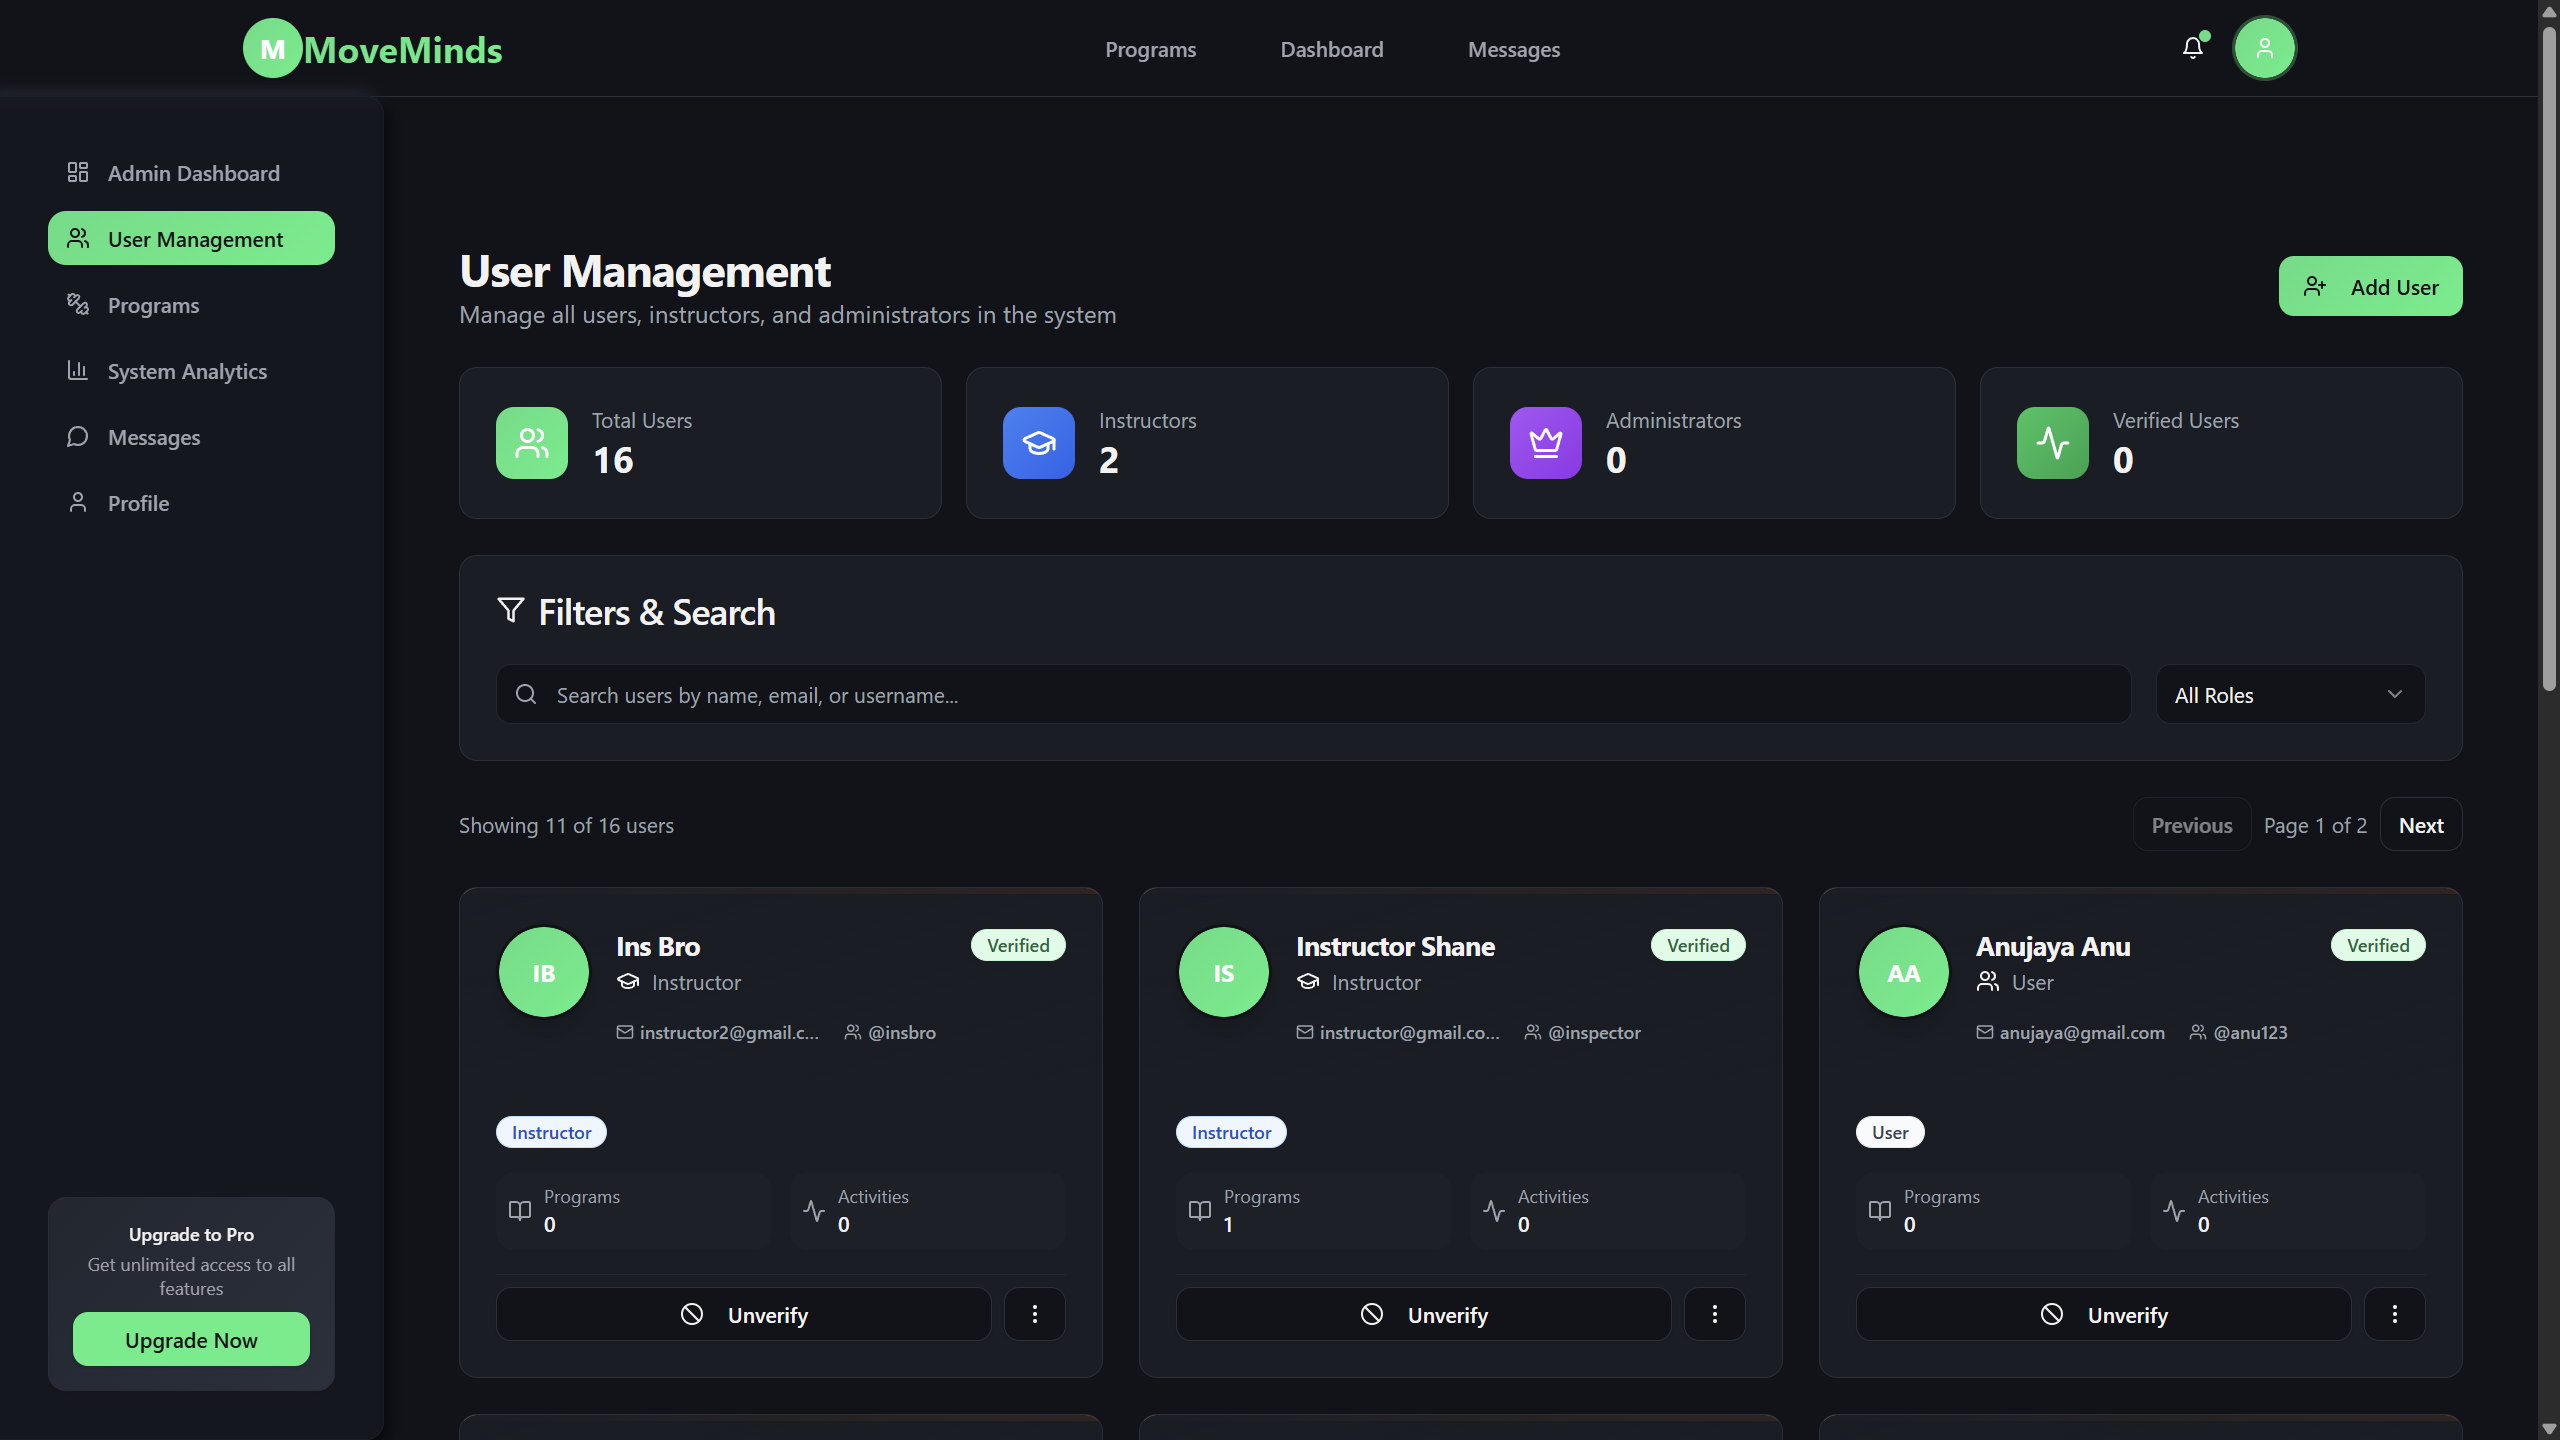 M MoveMinds
Programs
Dashboard
Messages
Admin Dashboard
User Management
Programs
System Analytics
Messages
Profile
Upgrade to Pro
Get unlimited access to all
features
Upgrade Now
User Management
Manage all users, instructors, and administrators in the system
Add User
Total Users
16
Instructors
2
Administrators
0
Verified Users
0
Filters & Search
Search users by name, email, or username...
All Roles
Showing 11 of 16 users
Previous
Page 1 of 2
Next
IB
Ins Bro
Verified
Instructor
instructor2@gmail.c...
@insbro
Instructor
Programs
0
Activities
0
Unverify
IS
Instructor Shane
Verified
Instructor
instructor@gmail.co...
@inspector
Instructor
Programs
1
Activities
0
Unverify
AA
Anujaya Anu
Verified
User
anujaya@gmail.com
@anu123
User
Programs
0
Activities
0
Unverify